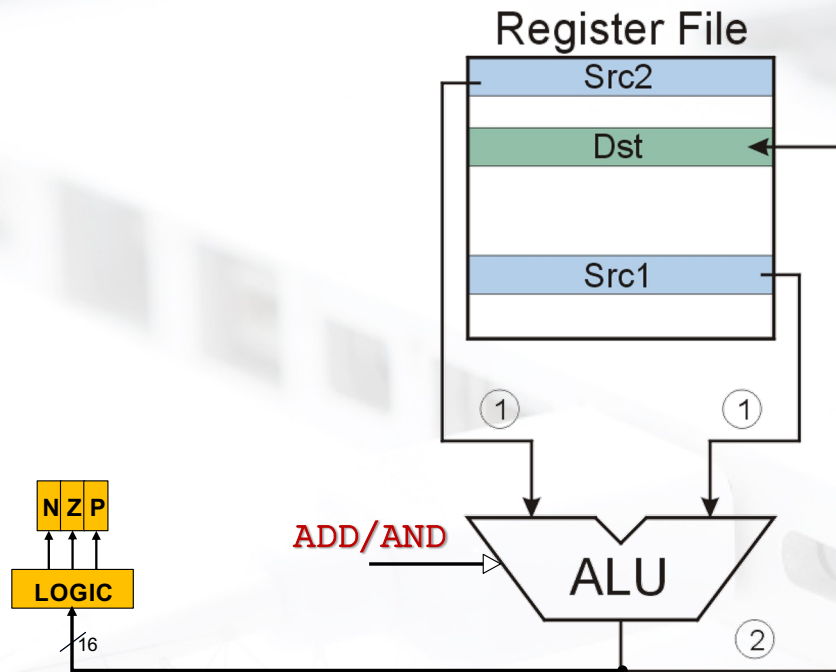 Register File
Src2
Dst
Src1
1 1
N Z P
ADD/AND
ALU
LOGIC
16
2